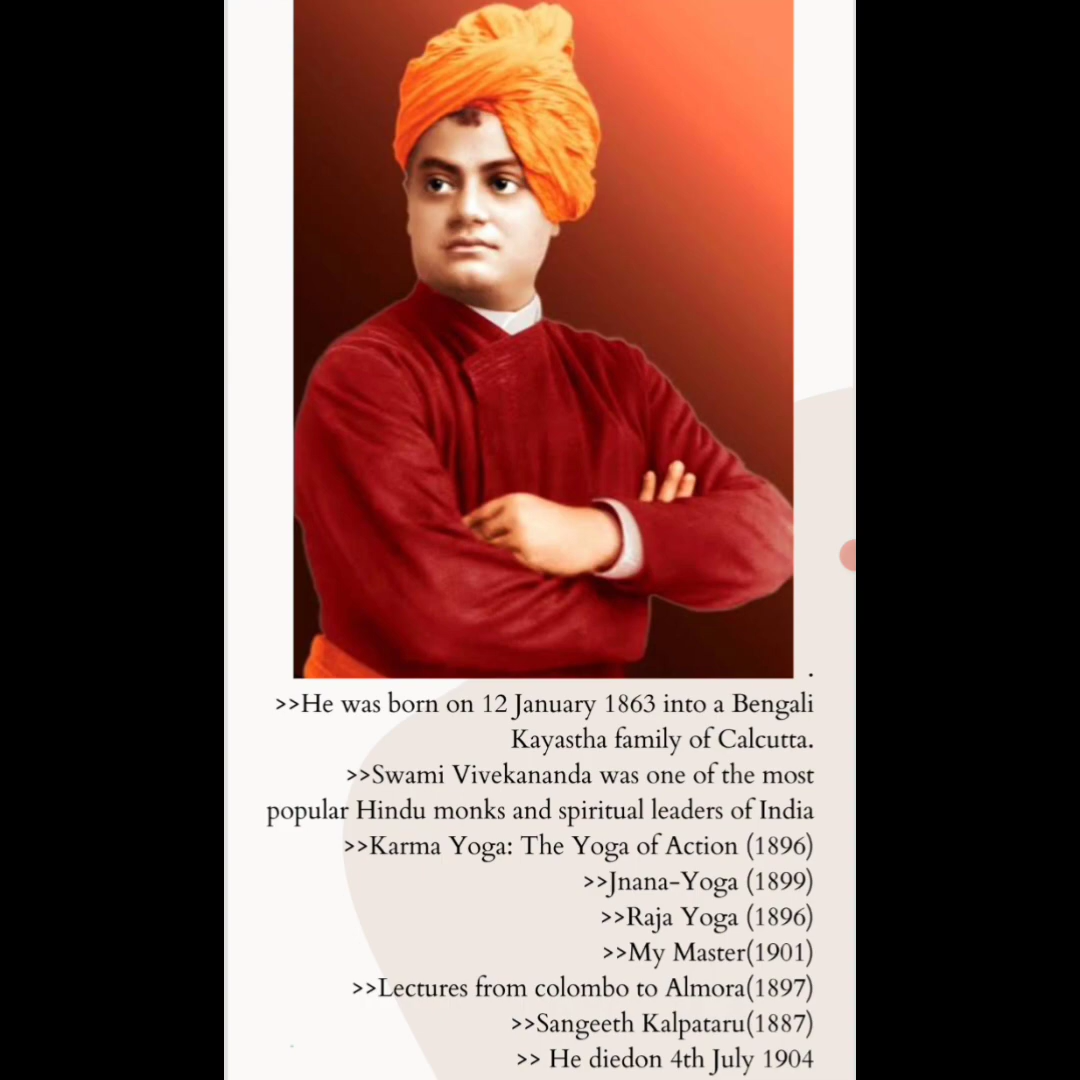 .
>>He was born on 12 January 1863 into a Bengali
Kayastha family of Calcutta.
>>Swami Vivekananda was one of the most
popular Hindu monks and spiritual leaders of India
>>Karma Yoga: The Yoga of Action (1896)
>>Jnana-Yoga (1899)
>>Raja Yoga (1896)
>>My Master(1901)
>>Lectures from colombo to Almora(1897)
>>Sangeeth Kalpataru(1887)
>> He diedon 4th July 1904